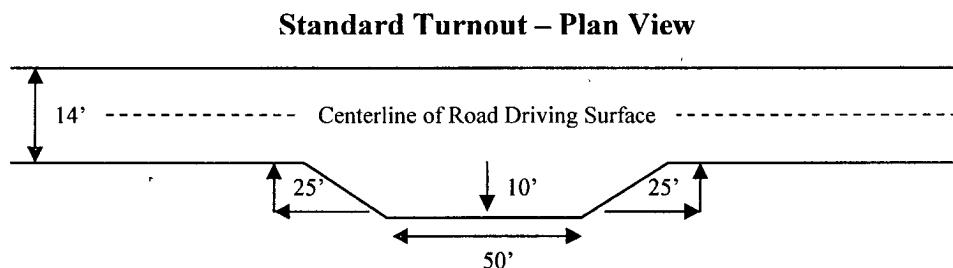 Standard Turnout – Plan View
14’
Centerline of Road Driving Surface
25’
10’
25’
50’